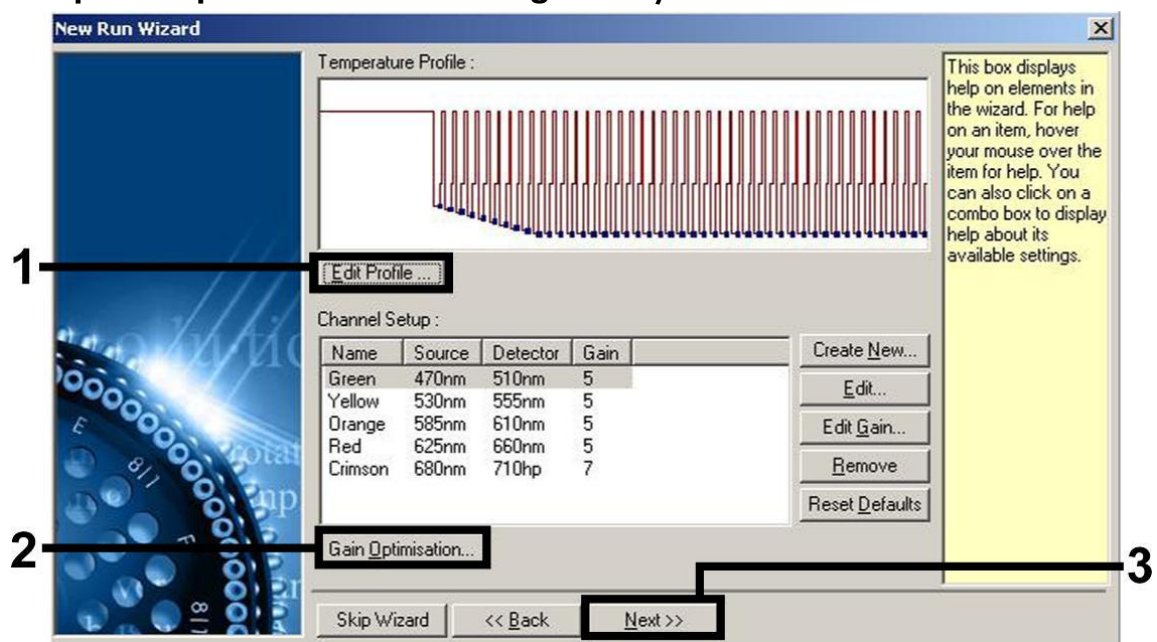 New Run Wizard
Temperature Profile :
This box displays
help on elements in
the wizard. For help
on an item, hover
your mouse over the
item for help. You
can also click on a
combo box to display
help about its
available settings.
1
Edit Profile ...
Channel Setup :
Name Source Detector Gain
Green 470nm 510nm 5
Yellow 530nm 555nm 5
Orange 585nm 610nm 5
Red 625nm 660nm 5
Crimson 680nm 710hp 7
Create New...
Edit...
Edit Gain...
Remove
Reset Defaults
2
Gain Optimisation...
3
Skip Wizard
<< Back
Next >>